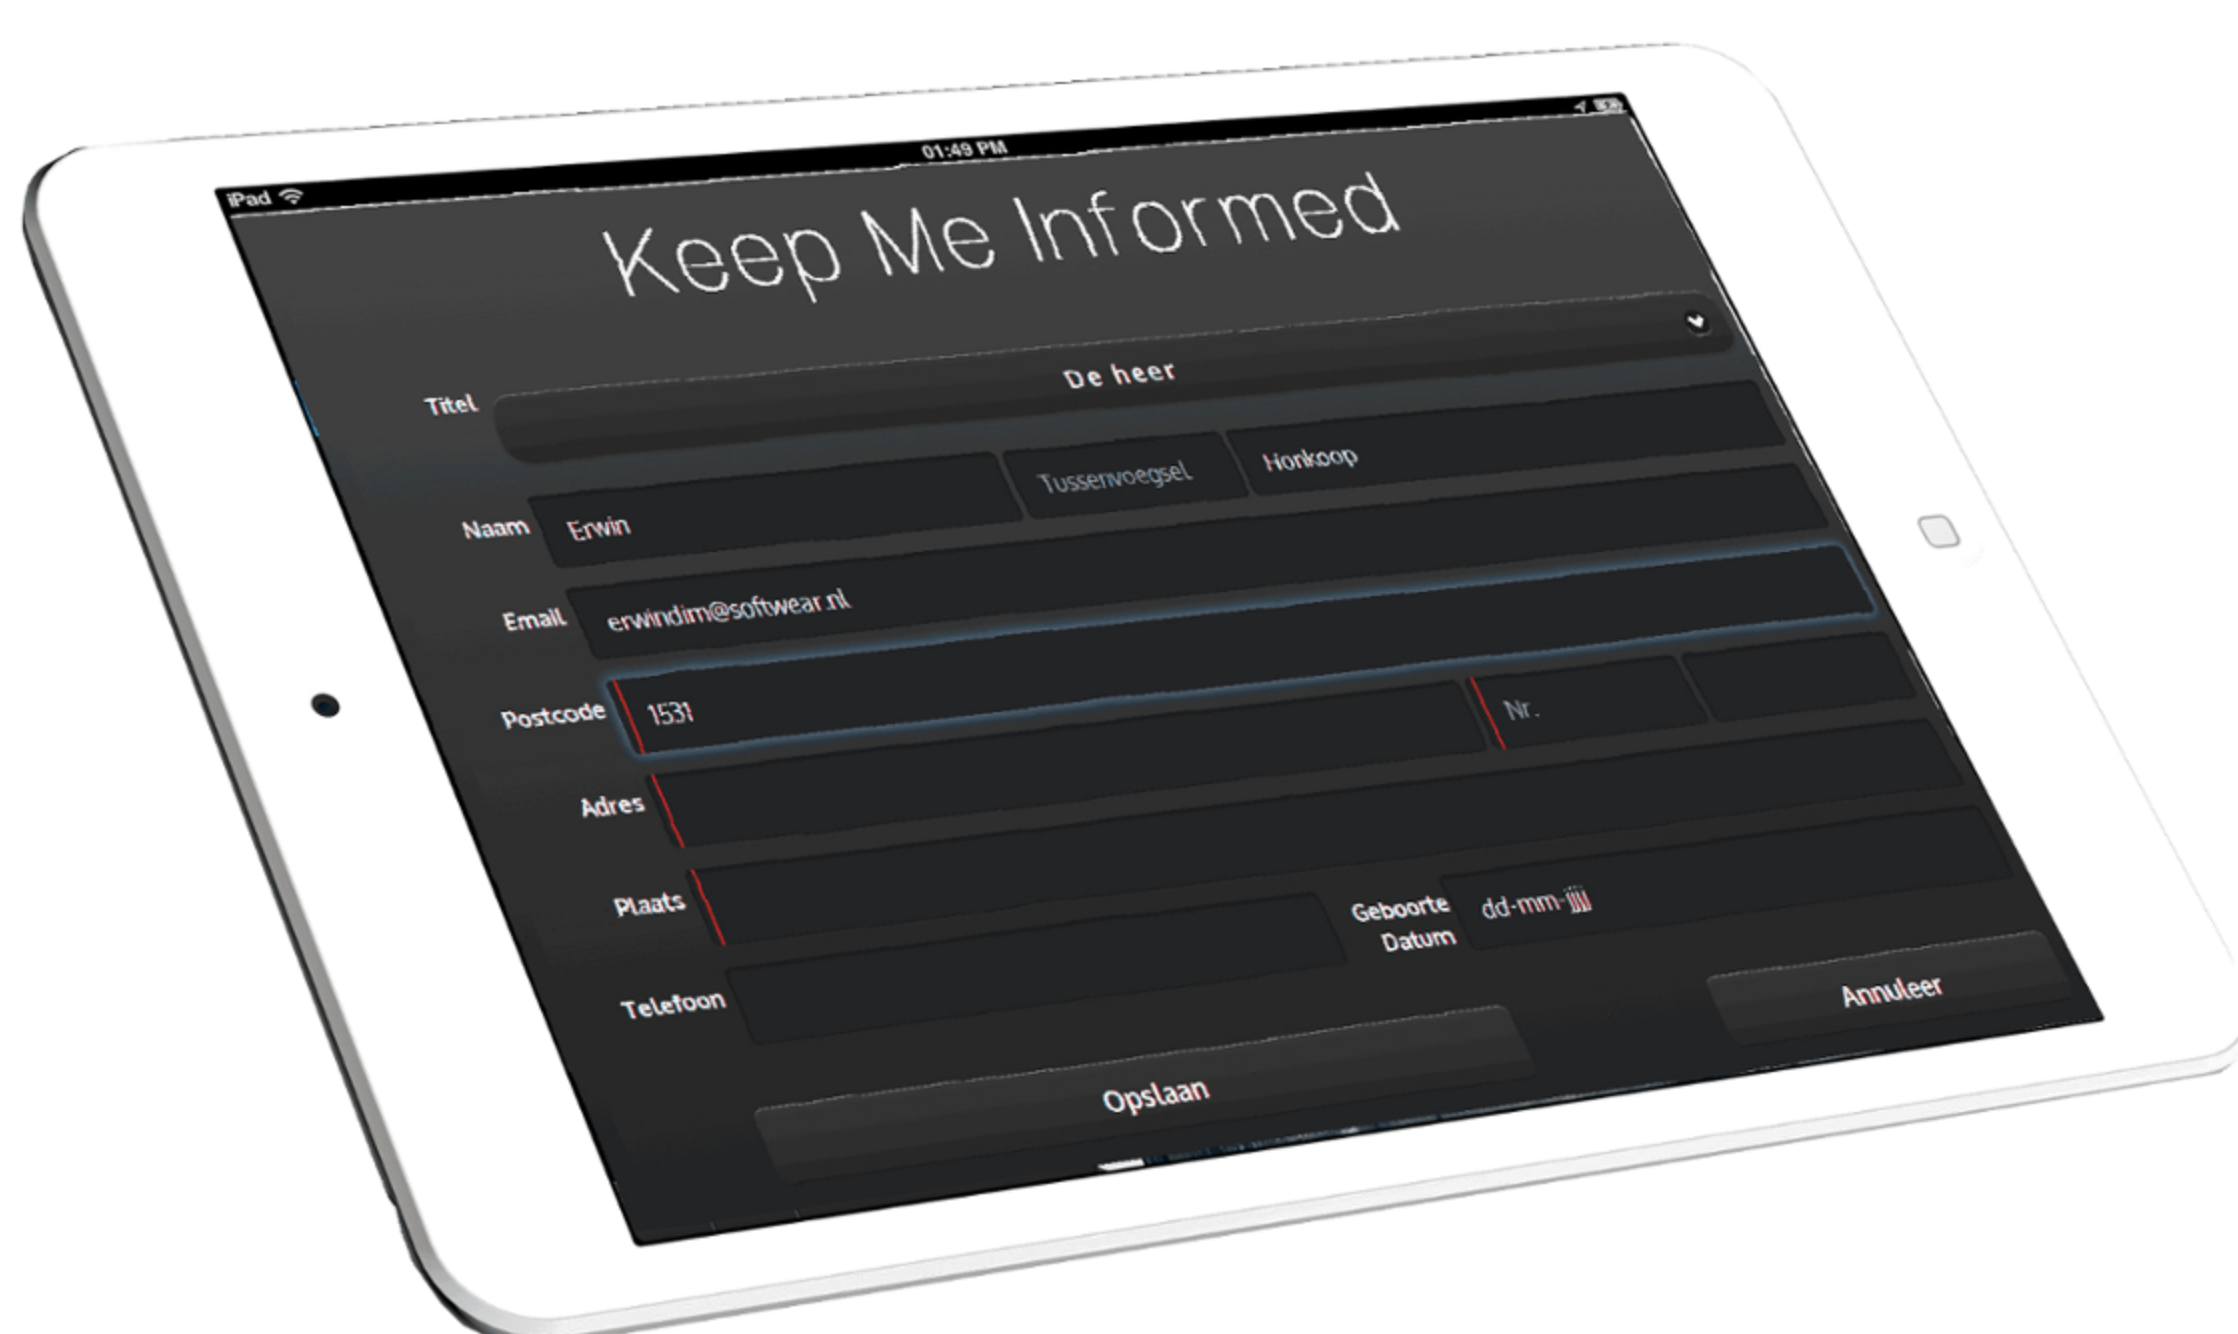 iPad
01:49 PM
Keep Me Informed
Titel De heer
Naam Erwin Tussenvoegsel Honkoop
Email erwindim@softwear.nl
Postcode 1531
Adres Nr.
Plaats
Telefoon Geboorte Datum dd-mm-jjjj
Opslaan Annuleer